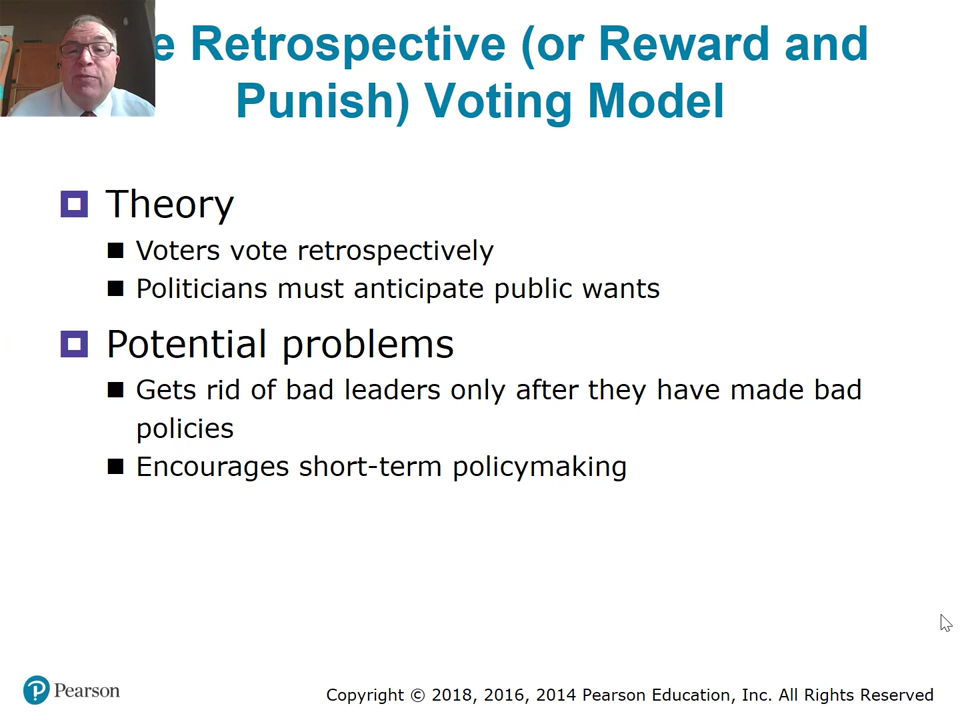 e Retrospective (or Reward and
Punish) Voting Model
Theory
Voters vote retrospectively
Politicians must anticipate public wants
Potential problems
Gets rid of bad leaders only after they have made bad
policies
Encourages short-term policymaking
Pearson
Copyright © 2018, 2016, 2014 Pearson Education, Inc. All Rights Reserved